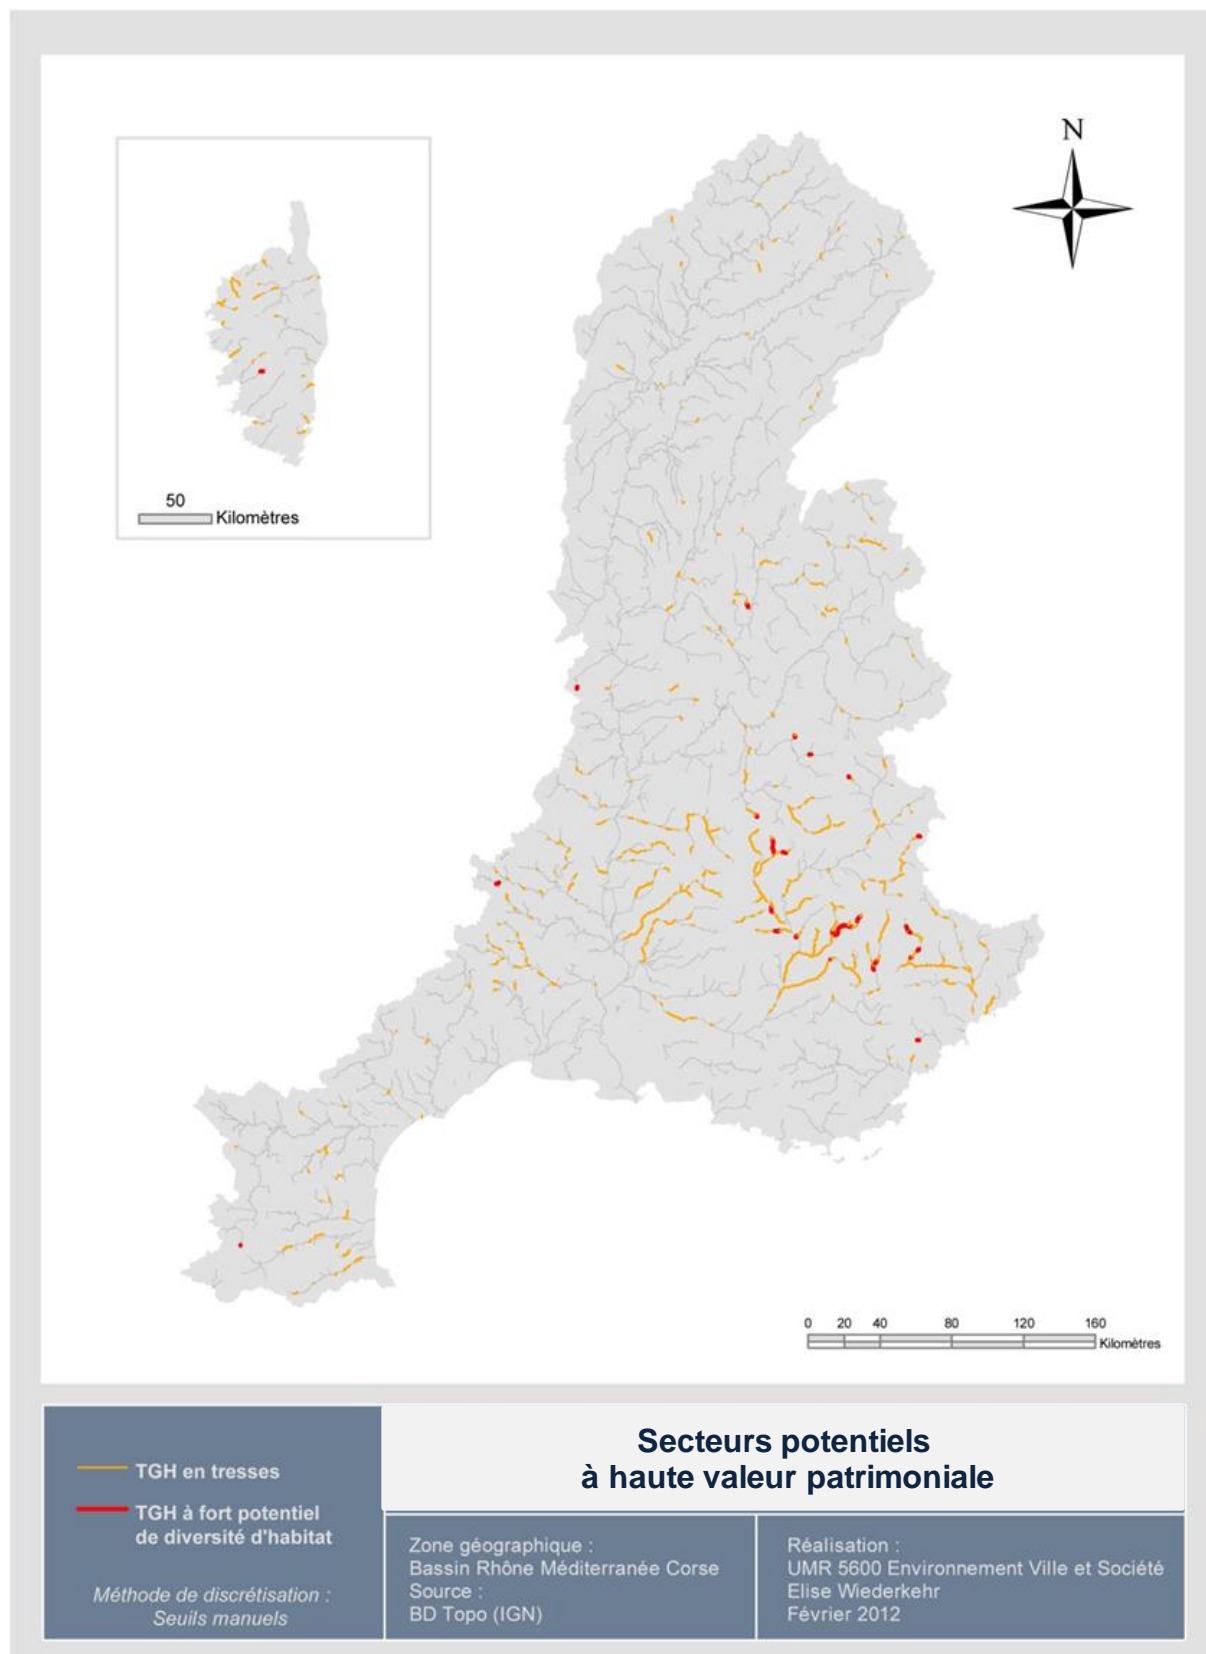 N
50
Kilomètres
0 20 40 80 120 160
Kilomètres
TGH en tresses
TGH à fort potentiel
de diversité d'habitat
Méthode de discrétisation :
Seuils manuels
Secteurs potentiels
à haute valeur patrimoniale
Zone géographique :
Bassin Rhône Méditerranée Corse
Source :
BD Topo (IGN)
Réalisation :
UMR 5600 Environnement Ville et Société
Elise Wiederkehr
Février 2012